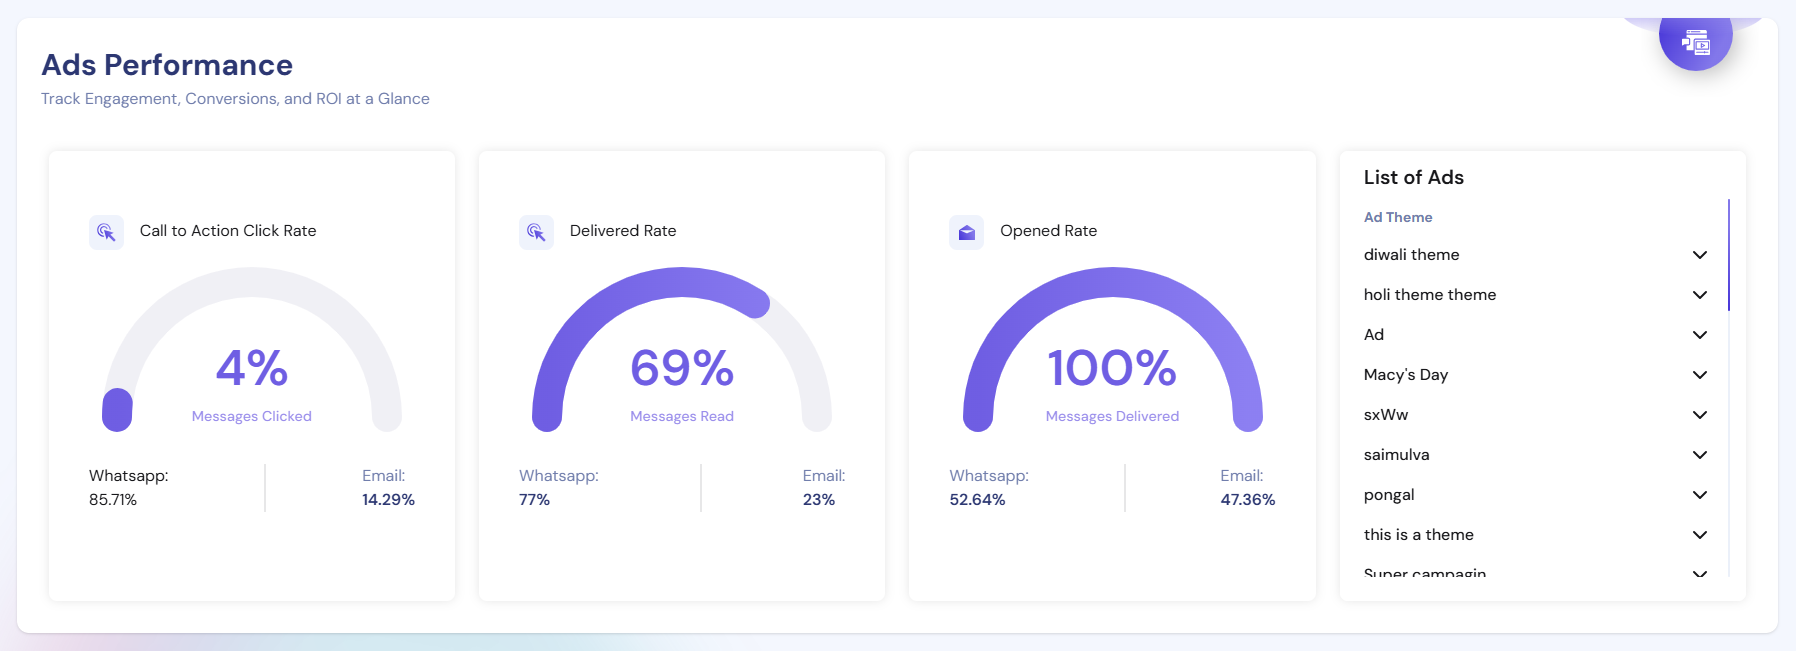 Ads Performance
Track Engagement, Conversions, and ROI at a Glance
Call to Action Click Rate
4%
Messages Clicked
Whatsapp:
85.71%
Email:
14.29%
Delivered Rate
69%
Messages Read
Whatsapp:
77%
Email:
23%
Opened Rate
100%
Messages Delivered
Whatsapp:
52.64%
Email:
47.36%
List of Ads
Ad Theme
diwali theme
holi theme theme
Ad
Macy's Day
sxWw
saimulva
pongal
this is a theme
Super campagin